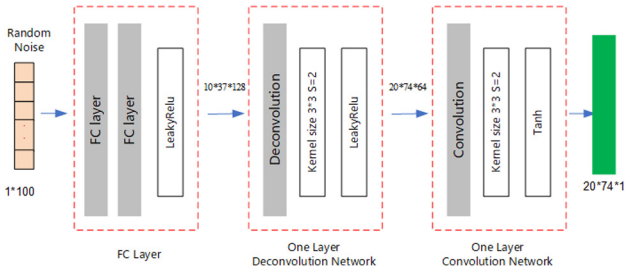 Random
Noise
1*100
FC layer
FC layer
LeakyRelu
FC Layer
10*37*128
Deconvolution
Kernel size 3*3 S=2
LeakyRelu
One Layer
Deconvolution Network
20*74*64
Convolution
Kernel size 3*3 S=2
Tanh
One Layer
Convolution Network
20*74*1